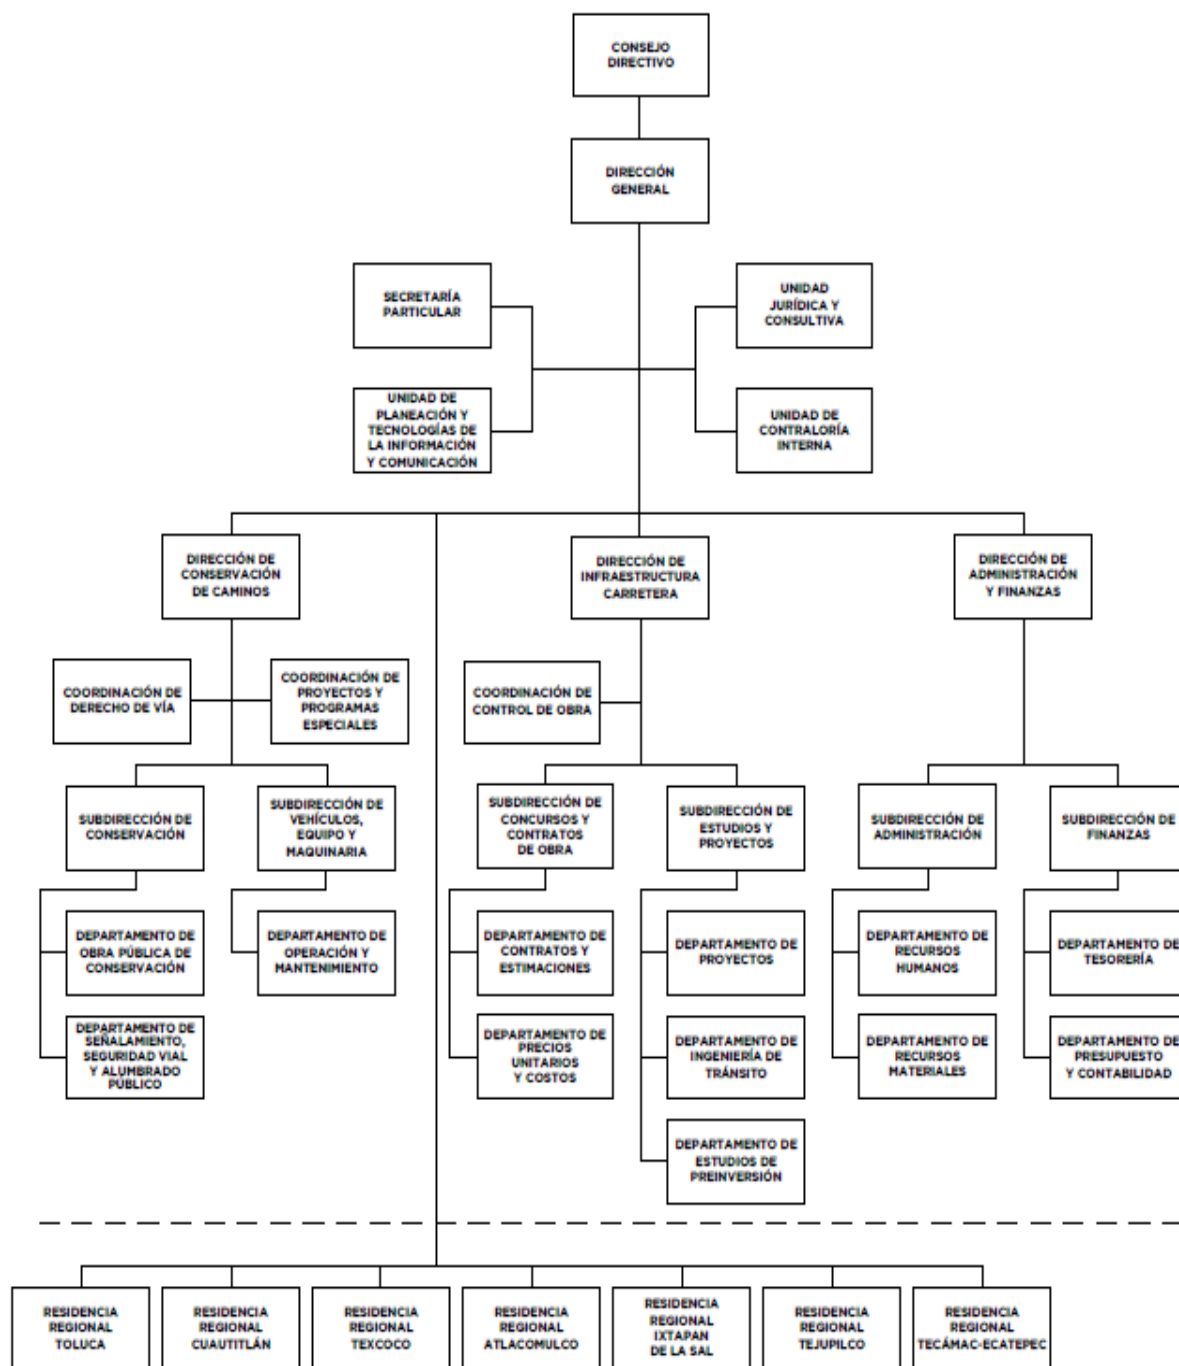 CONSEJO
DIRECTIVO
DIRECCIÓN
GENERAL
SECRETARÍA
PARTICULAR
UNIDAD
JURÍDICA Y
CONSULTIVA
UNIDAD DE
PLANEACIÓN Y
TECNOLOGÍAS DE
LA INFORMACIÓN
Y COMUNICACIÓN
UNIDAD DE
CONTRALORÍA
INTERNA
DIRECCIÓN DE
CONSERVACIÓN
DE CAMINOS
DIRECCIÓN DE
INFRAESTRUCTURA
CARRETERA
DIRECCIÓN DE
ADMINISTRACIÓN
Y FINANZAS
COORDINACIÓN DE
DERECHO DE VÍA
COORDINACIÓN DE
PROYECTOS Y
PROGRAMAS
ESPECIALES
COORDINACIÓN DE
CONTROL DE OBRA
SUBDIRECCIÓN DE
CONSERVACIÓN
SUBDIRECCIÓN DE
VEHÍCULOS,
EQUIPO Y
MAQUINARIA
SUBDIRECCIÓN DE
CONCURSOS Y
CONTRATOS
DE OBRA
SUBDIRECCIÓN DE
ESTUDIOS Y
PROYECTOS
SUBDIRECCIÓN DE
ADMINISTRACIÓN
SUBDIRECCIÓN DE
FINANZAS
DEPARTAMENTO DE
OBRA PÚBLICA DE
CONSERVACIÓN
DEPARTAMENTO DE
OPERACIÓN Y
MANTENIMIENTO
DEPARTAMENTO DE
CONTRATOS Y
ESTIMACIONES
DEPARTAMENTO DE
PROYECTOS
DEPARTAMENTO DE
RECURSOS
HUMANOS
DEPARTAMENTO DE
TESORERÍA
DEPARTAMENTO DE
SEÑALAMIENTO,
SEGURIDAD VIAL
Y ALUMBRADO
PÚBLICO
DEPARTAMENTO DE
PRECIOS
UNITARIOS
Y COSTOS
DEPARTAMENTO DE
INGENIERÍA DE
TRÁNSITO
DEPARTAMENTO DE
RECURSOS
MATERIALES
DEPARTAMENTO DE
PRESUPUESTO
Y CONTABILIDAD
DEPARTAMENTO DE
ESTUDIOS DE
PREINVERSIÓN
RESIDENCIA
REGIONAL
TOLUCA
RESIDENCIA
REGIONAL
CUAUTITLÁN
RESIDENCIA
REGIONAL
TEXCOCO
RESIDENCIA
REGIONAL
ATLACOMULCO
RESIDENCIA
REGIONAL
IXTAPAN
DE LA SAL
RESIDENCIA
REGIONAL
TEJUPILCO
RESIDENCIA
REGIONAL
TECÁMAC-ECATEPEC